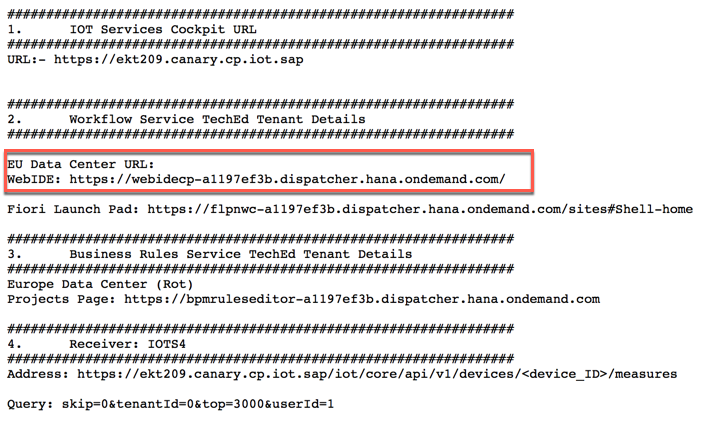 #################################################################
1.      IOT Services Cockpit URL
#################################################################
URL:- https://ekt209.canary.cp.iot.sap
#################################################################
2.      Workflow Service TechEd Tenant Details
#################################################################
EU Data Center URL:
WebIDE: https://webidecp-a1197ef3b.dispatcher.hana.ondemand.com/
Fiori Launch Pad: https://flpnwc-a1197ef3b.dispatcher.hana.ondemand.com/sites#Shell-home
#################################################################
3.      Business Rules Service TechEd Tenant Details
#################################################################
Europe Data Center (Rot)
Projects Page: https://bpmruleseditor-a1197ef3b.dispatcher.hana.ondemand.com
#################################################################
4.      Receiver: IOTS4
#################################################################
Address: https://ekt209.canary.cp.iot.sap/iot/core/api/v1/devices/<device_ID>/measures
Query: skip=0&tenantId=0&top=3000&userId=1